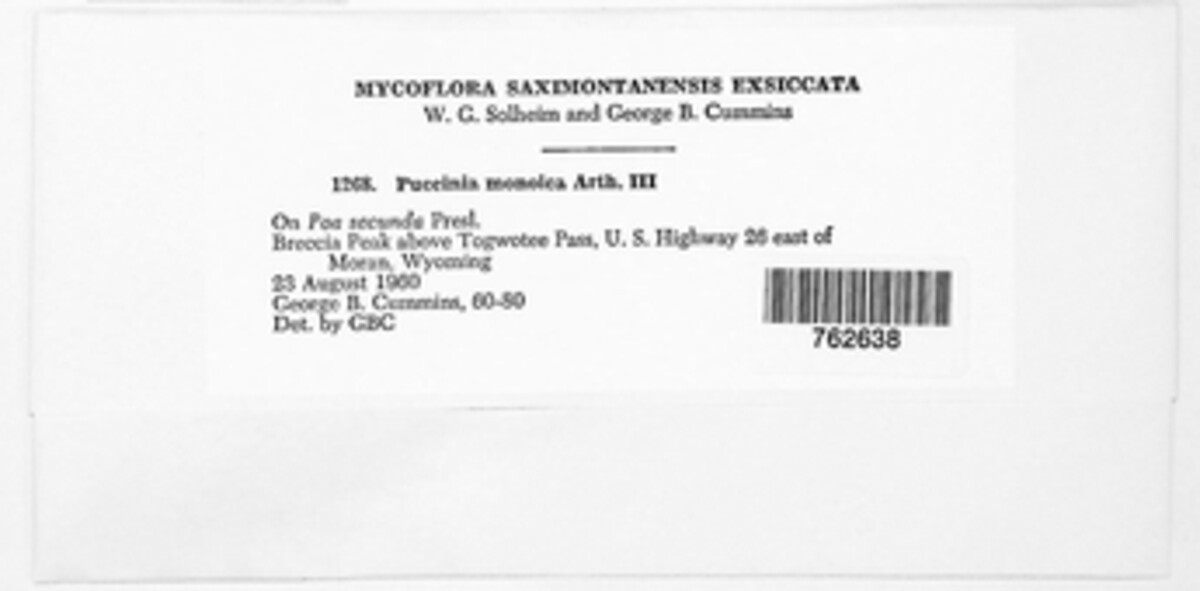 MYCOFLORA SAXIMONTANENSIS EXSICCATA
W. G. Solheim and George B. Cummins
1268. Puccinia monoica Arth. III
On Poa secunda Presl.
Breccia Peak above Togwotee Pass, U. S. Highway 26 east of
Moran, Wyoming
23 August 1960
George B. Cummins, 60-80
Det. by GBC
762638